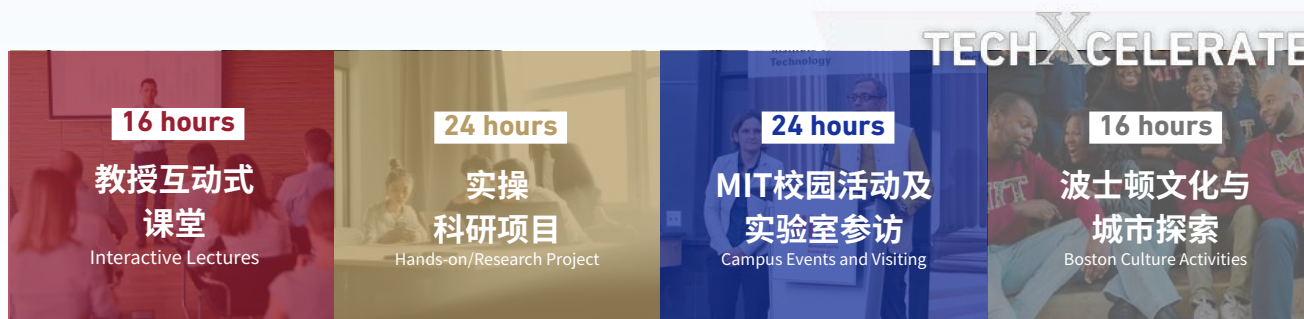 TECHXCELERATE
Technology
16 hours
教授互动式
课堂
Interactive Lectures
24 hours
实操
科研项目
Hands-on/Research Project
24 hours
MIT校园活动及
实验室参访
Campus Events and Visiting
16 hours
波士顿文化与
城市探索
Boston Culture Activities